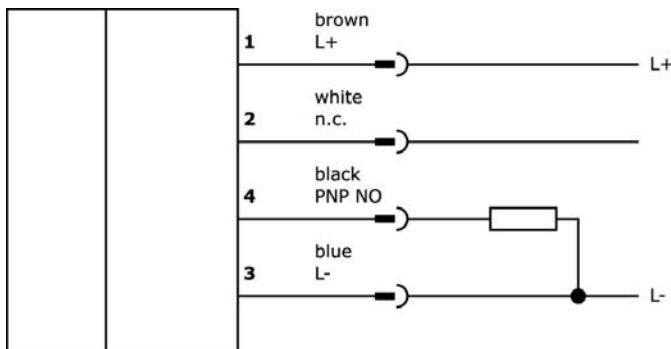 brown
1 L+ L+
white
2 n.c.
black
4 PNP NO
blue
3 L- L-